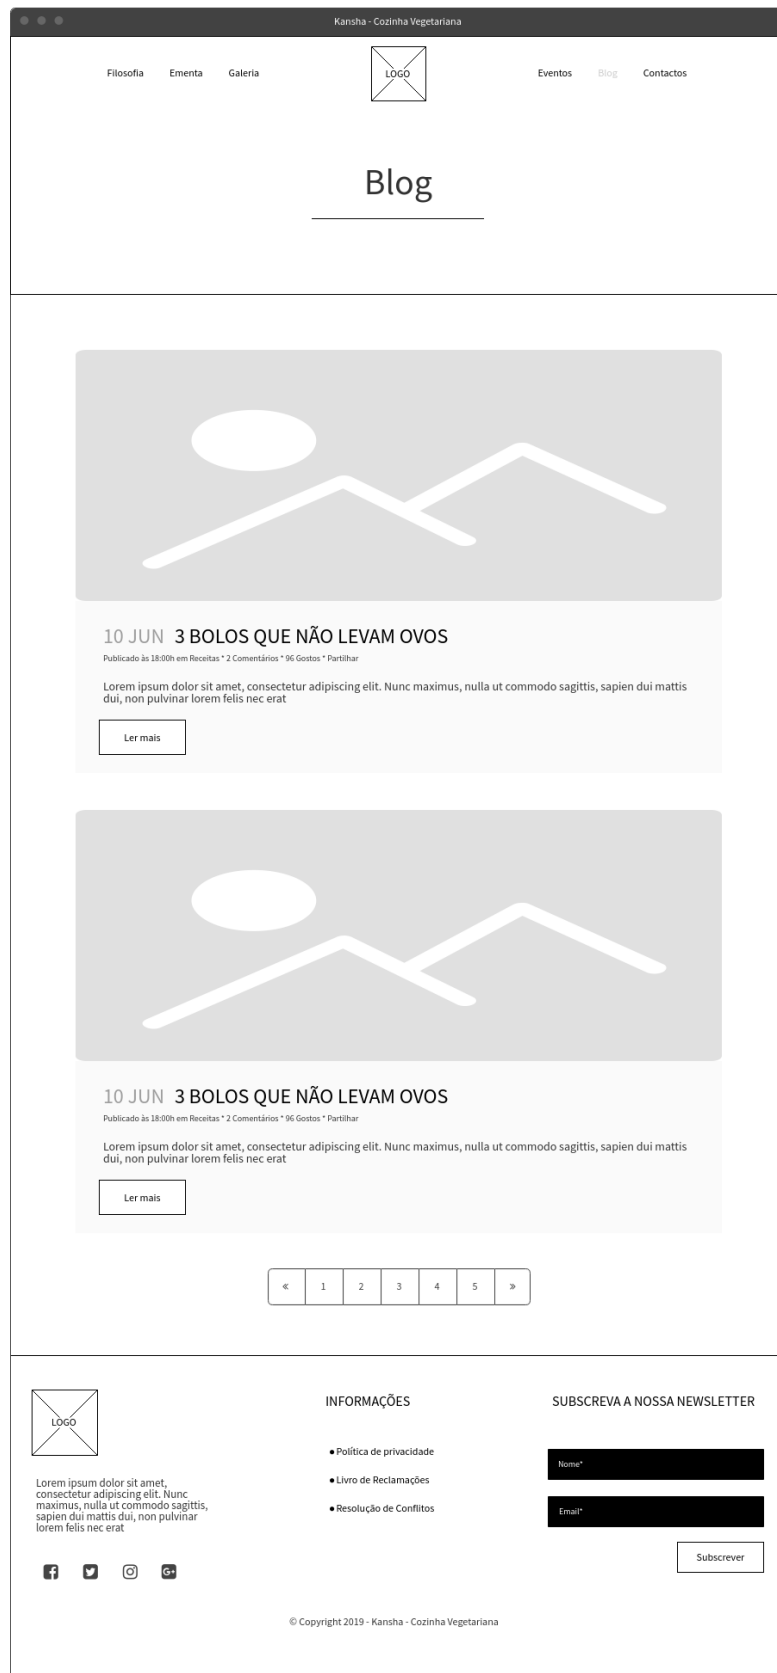 Kansha - Cozinha Vegetariana
Filosofia Ementa Galeria LOGO Eventos Blog Contactos
Blog
10 JUN 3 BOLOS QUE NÃO LEVAM OVOS
Publicado às 18:00h em Receitas * 2 Comentários * 96 Gostos * Partilhar
Lorem ipsum dolor sit amet, consectetur adipiscing elit. Nunc maximus, nulla ut commodo sagittis, sapien dui mattis
dui, non pulvinar lorem felis nec erat
Ler mais
10 JUN 3 BOLOS QUE NÃO LEVAM OVOS
Publicado às 18:00h em Receitas * 2 Comentários * 96 Gostos * Partilhar
Lorem ipsum dolor sit amet, consectetur adipiscing elit. Nunc maximus, nulla ut commodo sagittis, sapien dui mattis
dui, non pulvinar lorem felis nec erat
Ler mais
« 1 2 3 4 5 »
LOGO
Lorem ipsum dolor sit amet,
consectetur adipiscing elit. Nunc
maximus, nulla ut commodo sagittis,
sapien dui mattis dui, non pulvinar
lorem felis nec erat
INFORMAÇÕES
● Política de privacidade
● Livro de Reclamações
● Resolução de Conflitos
SUBSCREVA A NOSSA NEWSLETTER
Nome*
Email*
Subscrever
© Copyright 2019 - Kansha - Cozinha Vegetariana